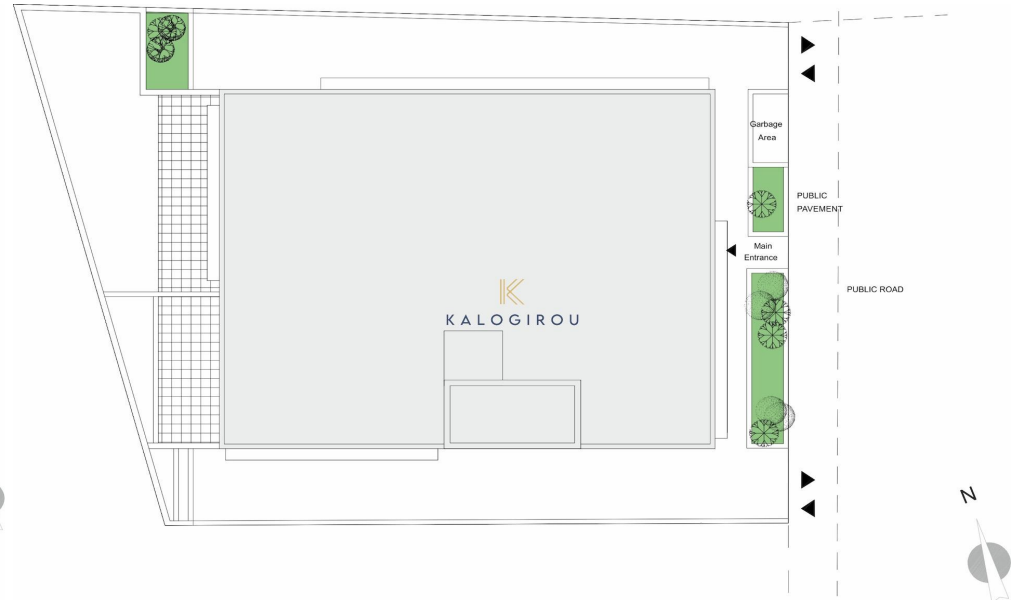 Garbage
Area
PUBLIC
PAVEMENT
Main
Entrance
PUBLIC ROAD
KALOGIROU
N